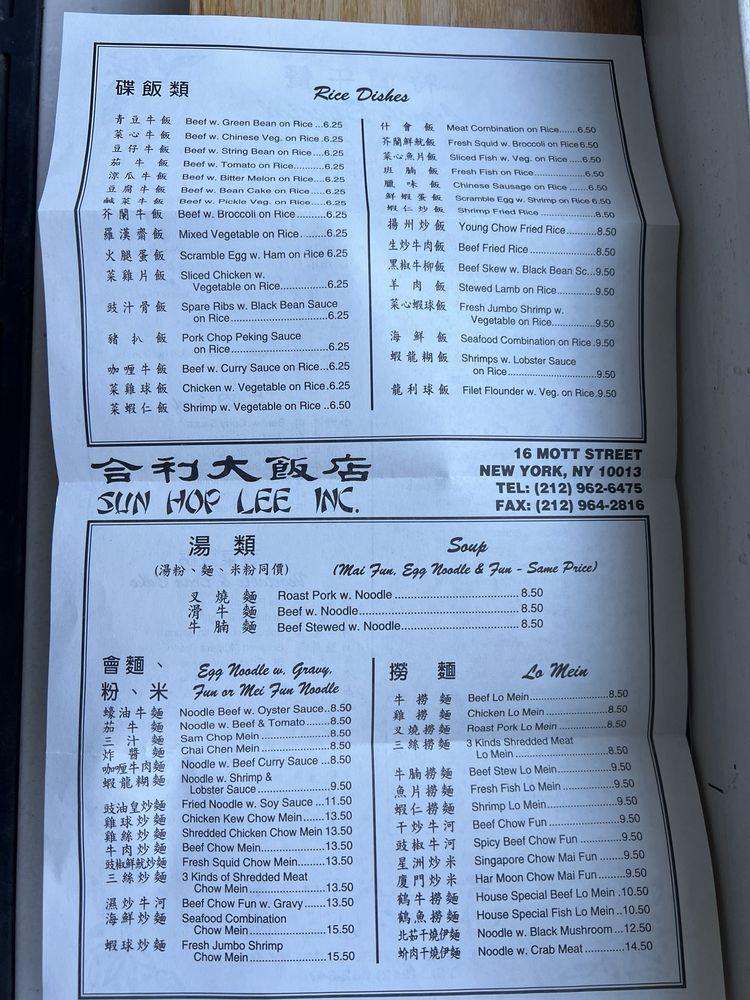 碟飯類
Rice Dishes
青豆牛飯 Beef w. Green Bean on Rice ...6.25
菜心牛飯 Beef w. Chinese Veg. on Rice .6.25
豆仔牛飯 Beef w. String Bean on Rice ....6.25
茄牛飯 Beef w. Tomato on Rice...........6.25
涼瓜牛飯 Beef w. Bitter Melon on Rice....6.25
豆腐牛飯 Beef w. Bean Cake on Rice.....6.25
鹹菜牛飯 Beef w. Pickle Veg. on Rice.....6.25
芥蘭牛飯 Beef w. Broccoli on Rice.........6.25
羅漢齋飯 Mixed Vegetable on Rice.......6.25
火腿蛋飯 Scramble Egg w. Ham on Rice 6.25
菜雞片飯 Sliced Chicken w.
Vegetable on Rice...............6.25
豉汁骨飯 Spare Ribs w. Black Bean Sauce
on Rice...............................6.25
豬扒飯 Pork Chop Peking Sauce
on Rice...............................6.25
咖喱牛飯 Beef w. Curry Sauce on Rice...6.25
菜雞球飯 Chicken w. Vegetable on Rice.6.25
菜蝦仁飯 Shrimp w. Vegetable on Rice ..6.50
什會飯 Meat Combination on Rice......6.50
芥蘭鮮魷飯 Fresh Squid w. Broccoli on Rice 6.50
菜心魚片飯 Sliced Fish w. Veg. on Rice .....6.50
班腩飯 Fresh Fish on Rice...................6.50
臘味飯 Chinese Sausage on Rice ......6.50
鮮蝦蛋飯 Scramble Egg w. Shrimp on Rice 6.50
蝦仁炒飯 Shrimp Fried Rice...................8.50
揚州炒飯 Young Chow Fried Rice.........8.50
生炒牛肉飯 Beef Fried Rice ....................8.50
黑椒牛柳飯 Beef Skew w. Black Bean Sc...9.50
羊肉飯 Stewed Lamb on Rice............9.50
菜心蝦球飯 Fresh Jumbo Shrimp w.
Vegetable on Rice.............9.50
海鮮飯 Seafood Combination on Rice .9.50
蝦龍糊飯 Shrimps w. Lobster Sauce
on Rice...........................9.50
龍利球飯 Filet Flounder w. Veg. on Rice.9.50
合利大飯店
SUN HOP LEE INC.
16 MOTT STREET
NEW YORK, NY 10013
TEL: (212) 962-6475
FAX: (212) 964-2816
湯類
Soup
(湯粉、麵、米粉同價)
(Mai Fun, Egg Noodle & Fun - Same Price)
叉燒麵 Roast Pork w. Noodle ...................................... 8.50
滑牛麵 Beef w. Noodle................................................. 8.50
牛腩麵 Beef Stewed w. Noodle.................................... 8.50
會麵、
粉、米
Egg Noodle w. Gravy,
Fun or Mei Fun Noodle
蠔油牛麵 Noodle Beef w. Oyster Sauce..8.50
茄牛麵 Noodle w. Beef & Tomato .......8.50
三汁麵 Sam Chop Mein .....................8.50
炸醬麵 Chai Chen Mein .....................8.50
咖喱牛肉麵 Noodle w. Beef Curry Sauce ...8.50
蝦龍糊麵 Noodle w. Shrimp &
Lobster Sauce.....................9.50
豉油皇炒麵 Fried Noodle w. Soy Sauce ...11.50
雞球炒麵 Chicken Kew Chow Mein.......13.50
雞絲炒麵 Shredded Chicken Chow Mein 13.50
牛肉炒麵 Beef Chow Mein...................13.50
豉椒鮮魷炒麵 Fresh Squid Chow Mein.........13.50
三絲炒麵 3 Kinds of Shredded Meat
Chow Mein.......................13.50
濕炒牛河 Beef Chow Fun w. Gravy.......13.50
海鮮炒麵 Seafood Combination
Chow Mein.......................15.50
蝦球炒麵 Fresh Jumbo Shrimp
Chow Mein.......................15.50
撈麵
Lo Mein
牛撈麵 Beef Lo Mein.........................8.50
雞撈麵 Chicken Lo Mein ...................8.50
叉燒撈麵 Roast Pork Lo Mein...............8.50
三絲撈麵 3 Kinds Shredded Meat
Lo Mein.............................8.50
牛腩撈麵 Beef Stew Lo Mein.................9.50
魚片撈麵 Fresh Fish Lo Mein................9.50
蝦仁撈麵 Shrimp Lo Mein.....................9.50
干炒牛河 Beef Chow Fun.....................9.50
豉椒牛河 Spicy Beef Chow Fun ............9.50
星洲炒米 Singapore Chow Mai Fun .......9.50
廈門炒米 Har Moon Chow Mai Fun .......9.50
鶴牛撈麵 House Special Beef Lo Mein .10.50
鶴魚撈麵 House Special Fish Lo Mein ..10.50
北菇干燒伊麵 Noodle w. Black Mushroom ...12.50
蚧肉干燒伊麵 Noodle w. Crab Meat ............14.50